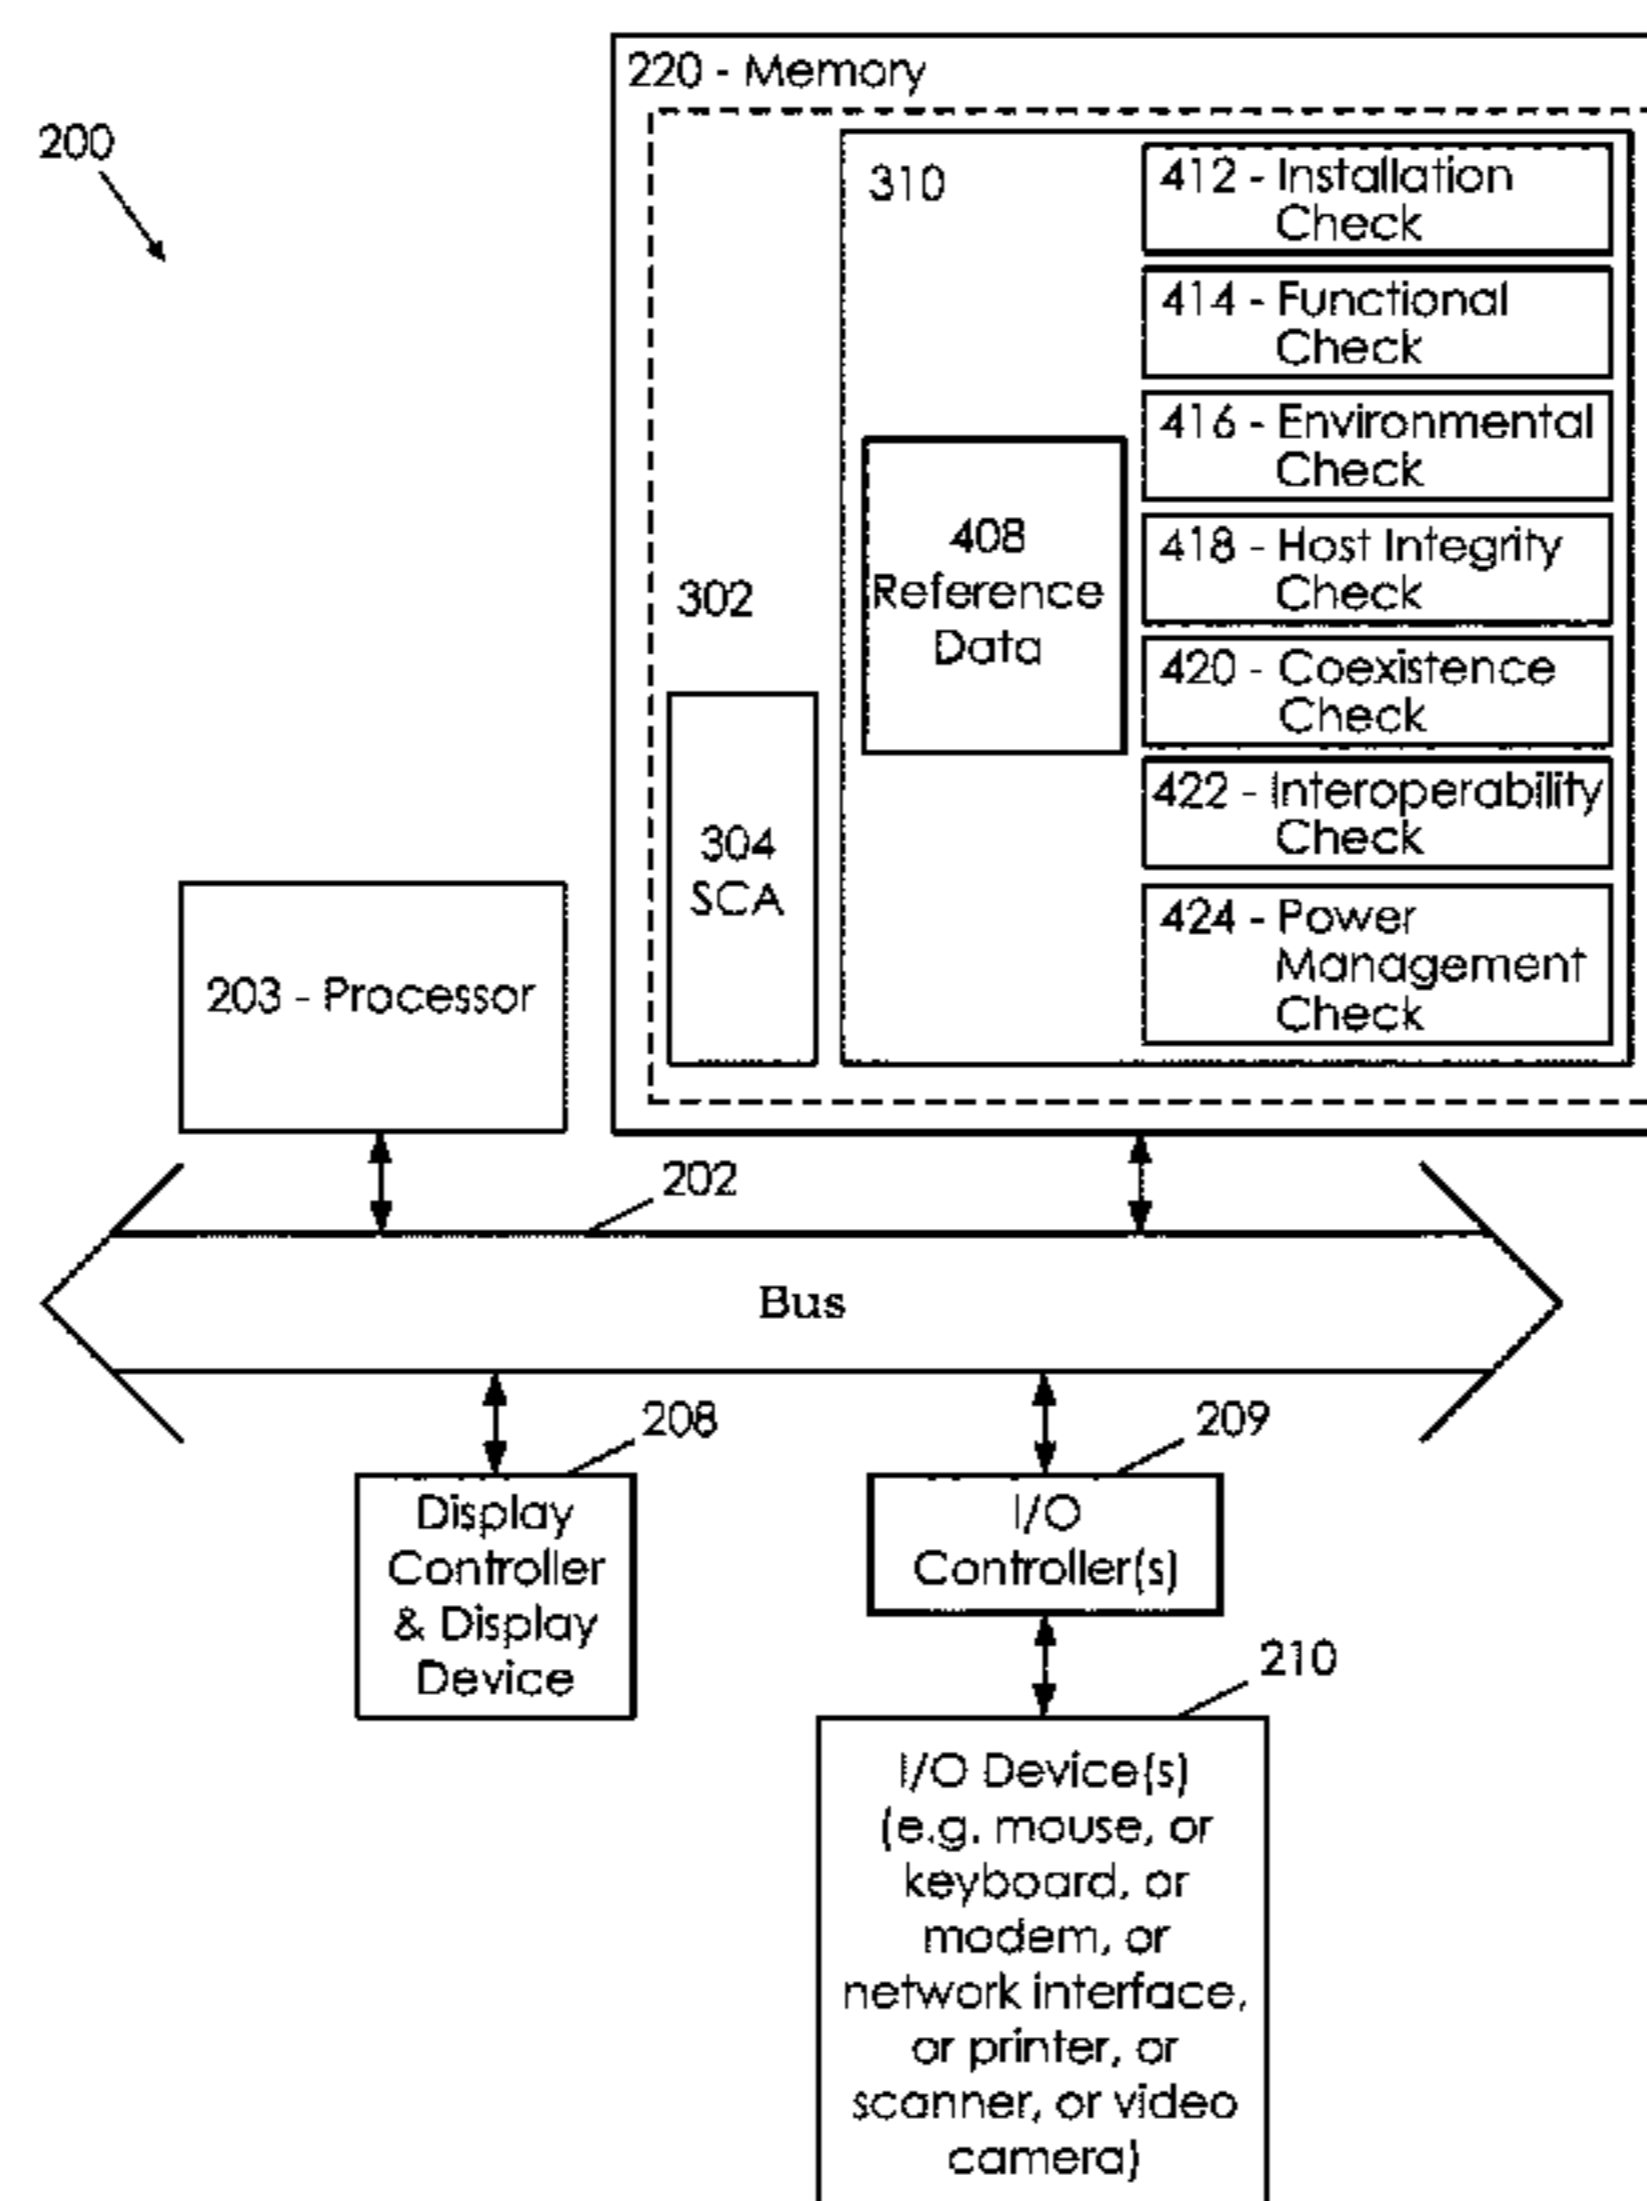 220 - Memory
200
310
412 - Installation
Check
414 - Functional
Check
416 - Environmental
Check
408
Reference
Data
418 - Host Integrity
Check
302
420 - Coexistence
Check
422 - Interoperability
Check
304
SCA
424 - Power
Management
Check
203 - Processor
202
Bus
208
209
Display
Controller
& Display
Device
I/O
Controller(s)
210
I/O Device(s)
(e.g. mouse, or
keyboard, or
modem, or
network interface,
or printer, or
scanner, or video
camera)